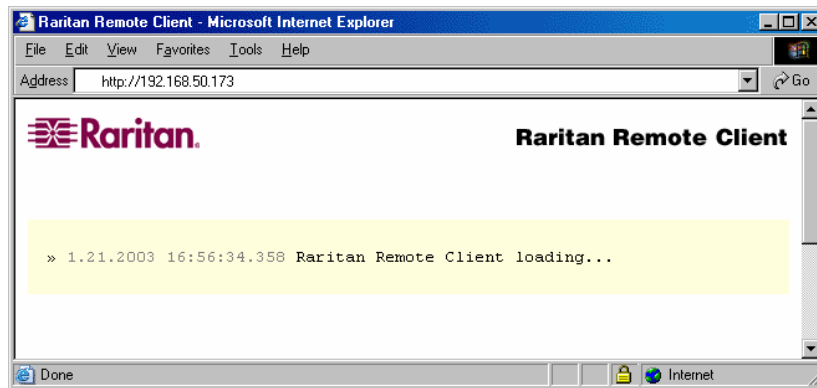 Raritan Remote Client - Microsoft Internet Explorer
File Edit View Favorites Tools Help
Address http://192.168.50.173 Go
Raritan.
Raritan Remote Client
» 1.21.2003 16:56:34.358 Raritan Remote Client loading...
Done Internet